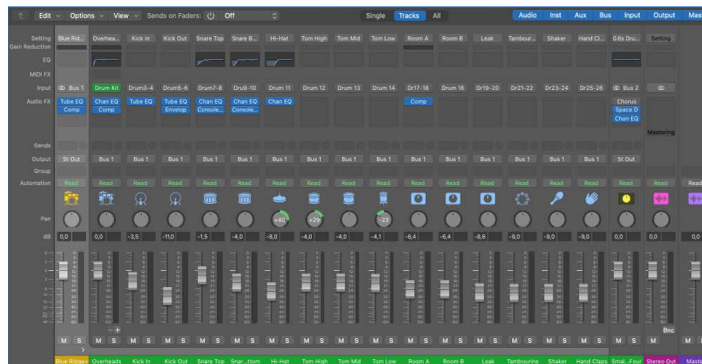 Edit Options View Sends on Faders: Off Single Tracks All Audio Inst Aux Bus Input Output Mas
Setting Blue Rid... Overhea... Kick In Kick Out Snare Top Snare B... Hi-Hat Tom High Tom Mid Tom Low Room A Room B Leak Tambour... Shaker Hand Cl... 0.6s Dru... Setting
Gain Reduction
EQ
MIDI FX
Input Bus 1 Drum Kit Drum3-4 Drum5-6 Drum7-8 Dru9-10 Drum 11 Drum 12 Drum 13 Drum 14 Dr17-18 Drum 16 Dr19-20 Dr21-22 Dr23-24 Dr25-26 Bus 2
Audio FX Tube EQ Chan EQ Tube EQ Tube EQ Chan EQ Chan EQ Chan EQ Comp Chorus
Comp Comp Envelop Console... Console... Space D
Chan EQ
Mastering
Sends
Output St Out Bus 1 Bus 1 Bus 1 Bus 1 Bus 1 Bus 1 Bus 1 Bus 1 Bus 1 Bus 1 Bus 1 Bus 1 Bus 1 Bus 1 Bus 1 St Out
Group
Automation Read Read Read Read Read Read Read Read Read Read Read Read Read Read Read Read Read Read Read
Pan +42 +29 -23
dB 0,0 0,0 -3,5 -11,0 -1,5 -4,0 -8,0 -4,0 -4,0 -4,1 -6,4 -6,4 -8,6 -9,0 -9,0 -9,0 0,0 0,0 0,0
Bnc
M S M S M S M S M S M S M S M S M S M S M S M S M S M S M S M S M S M
Blue Ridge+ Overheads Kick In Kick Out Snare Top Snar...ttom Hi-Hat Tom High Tom Mid Tom Low Room A Room B Leak Tambourine Shaker Hand Claps Smal...Four Stereo Out Maste